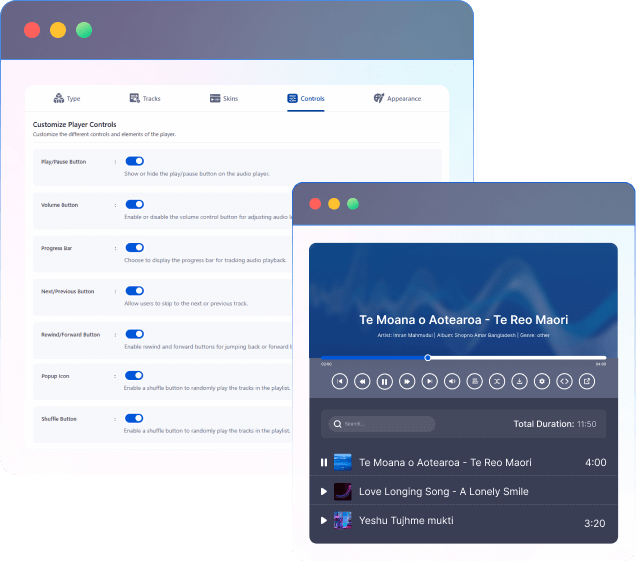 Type Tracks Skins Controls Appearance
Customize Player Controls
Customize the different controls and elements of the player.
Play/Pause Button :
Show or hide the play/pause button on the audio player.
Volume Button :
Enable or disable the volume control button for adjusting audio
Progress Bar :
Choose to display the progress bar for tracking audio playback.
Next/Previous Button :
Allow users to skip to the next or previous track.
Rewind/Forward Button :
Enable rewind and forward buttons for jumping back or forward
Popup Icon :
Enable a shuffle button to randomly play the tracks in the playlist.
Shuffle Button :
Enable a shuffle button to randomly play the tracks in the playlist.
Te Moana o Aotearoa - Te Reo Maori
Artist: Imran Mahmudul | Album: Shopno Amar Bangladesh | Genre: other
00:00 04:00
Search...
Total Duration: 11:50
Te Moana o Aotearoa - Te Reo Maori 4:00
Love Longing Song - A Lonely Smile
Yeshu Tujhme mukti 3:20